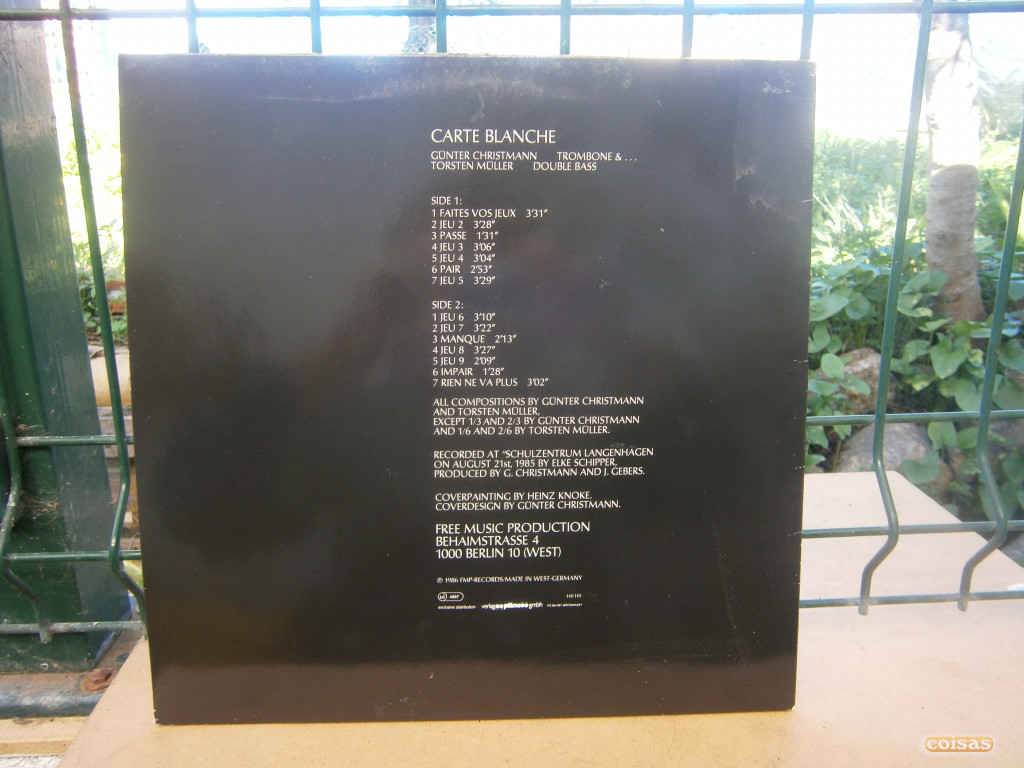 CARTE BLANCHE
GÜNTER CHRISTMANN TROMBONE & ...
TORSTEN MÜLLER DOUBLE BASS
SIDE 1:
1 FAITES VOS JEUX 3'31"
2 JEU 2 3'28"
3 PASSE 1'31"
4 JEU 3 3'06"
5 JEU 4 3'04"
6 PAIR 2'53"
7 JEU 5 3'29"
SIDE 2:
1 JEU 6 3'10"
2 JEU 7 3'22"
3 MANQUE 2'13"
4 JEU 8 3'27"
5 JEU 9 2'09"
6 IMPAIR 1'28"
7 RIEN NE VA PLUS 3'02"
ALL COMPOSITIONS BY GÜNTER CHRISTMANN
AND TORSTEN MÜLLER,
EXCEPT 1/3 AND 2/3 BY GÜNTER CHRISTMANN
AND 1/6 AND 2/6 BY TORSTEN MÜLLER.
RECORDED AT "SCHULZENTRUM LANGENHAGEN
ON AUGUST 21st, 1985 BY ELKE SCHIPPER,
PRODUCED BY G. CHRISTMANN AND J. GEBERS.
COVERPAINTING BY HEINZ KNOKE.
COVERDESIGN BY GÜNTER CHRISTMANN.
FREE MUSIC PRODUCTION
BEHAIMSTRASSE 4
1000 BERLIN 10 (WEST)
℗ 1986 FMP-RECORDS/MADE IN WEST-GERMANY
exclusive distribution verlag gmbh
coisas